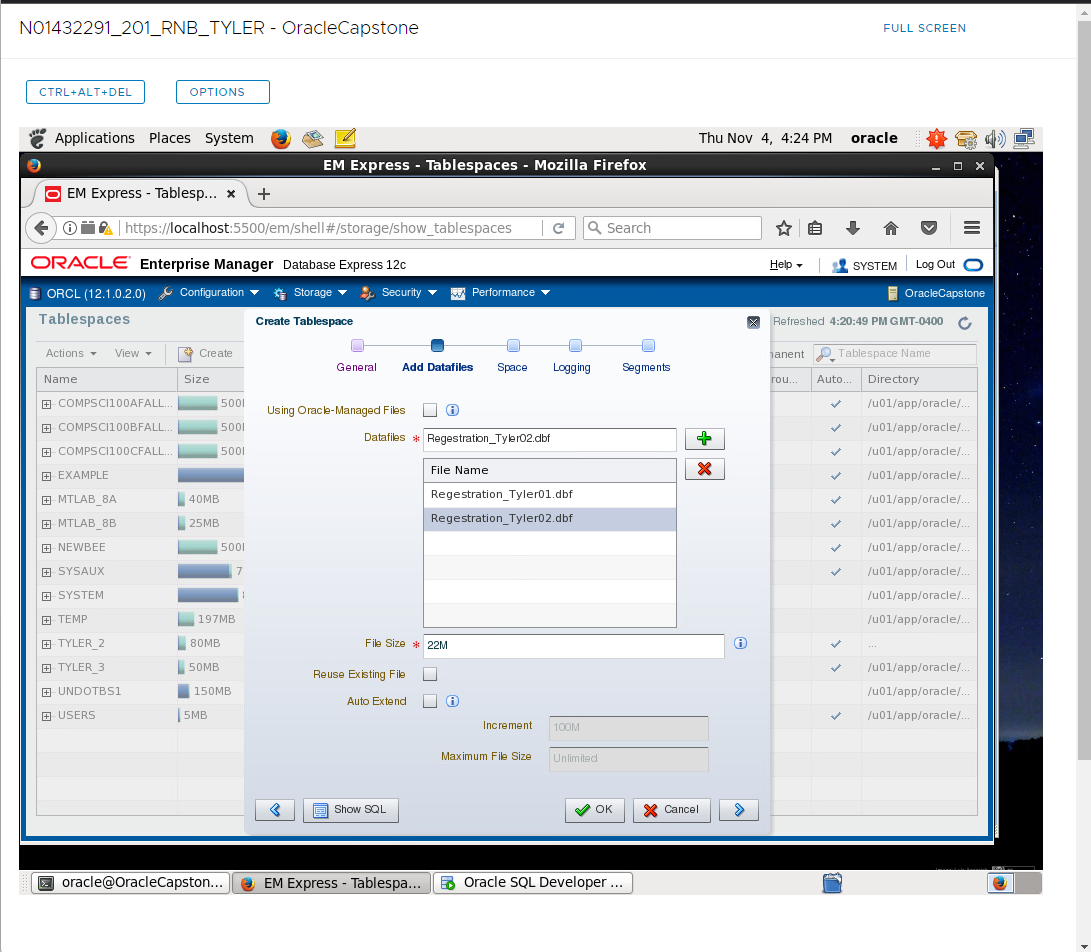 N01432291_201_RNB_TYLER - OracleCapstone
FULL SCREEN
CTRL+ALT+DEL
OPTIONS
Applications Places System
Thu Nov 4, 4:24 PM oracle
EM Express - Tablespaces - Mozilla Firefox
EM Express - Tablesp...
https://localhost:5500/em/shell#/storage/show_tablespaces
Search
ORACLE Enterprise Manager Database Express 12c
Help
SYSTEM
Log Out
ORCL (12.1.0.2.0) Configuration Storage Security Performance
OracleCapstone
Tablespaces
Create Tablespace
Refreshed 4:20:49 PM GMT-0400
General Add Datafiles Space Logging Segments
Actions View Create
Tablespace Name
Name Size
Auto... Directory
COMPSCI100AFALL... 500
/u01/app/oracle/...
COMPSCI100BFALL... 500
/u01/app/oracle/...
COMPSCI100CFALL... 500
/u01/app/oracle/...
EXAMPLE
/u01/app/oracle/...
MTLAB_8A 40MB
/u01/app/oracle/...
MTLAB_8B 25MB
/u01/app/oracle/...
NEWBEE 500
/u01/app/oracle/...
SYSAUX 7
/u01/app/oracle/...
SYSTEM
/u01/app/oracle/...
TEMP 197MB
/u01/app/oracle/...
TYLER_2 80MB
...
TYLER_3 50MB
/u01/app/oracle/...
UNDOTBS1 150MB
/u01/app/oracle/...
USERS 5MB
/u01/app/oracle/...
Using Oracle-Managed Files
Datafiles * Regestration_Tyler02.dbf
File Name
Regestration_Tyler01.dbf
Regestration_Tyler02.dbf
File Size * 22M
Reuse Existing File
Auto Extend
Increment 100M
Maximum File Size Unlimited
Show SQL
OK
Cancel
oracle@OracleCapston...
EM Express - Tablespa...
Oracle SQL Developer ...